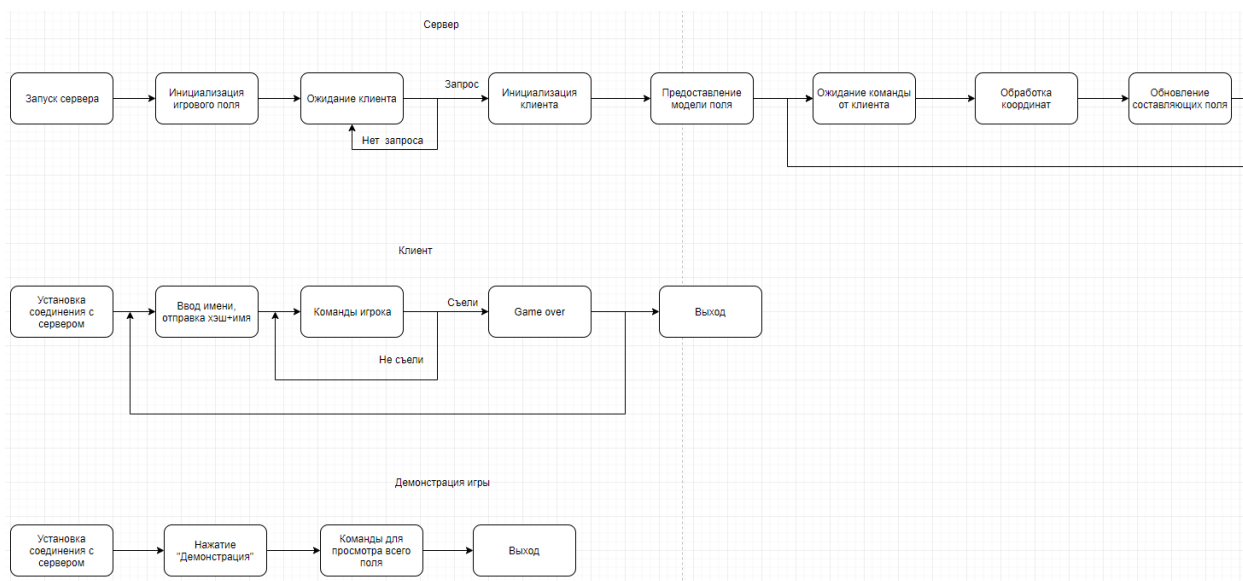 Сервер
Запуск сервера
Инициализация
игрового поля
Ожидание клиента
Запрос
Нет запроса
Инициализация
клиента
Предоставление
модели поля
Ожидание команды
от клиента
Обработка
координат
Обновление
составляющих поля
Клиент
Установка
соединения с
сервером
Ввод имени,
отправка хэш+имя
Команды игрока
Съели
Не съели
Game over
Выход
Демонстрация игры
Установка
соединения с
сервером
Нажатие
"Демонстрация"
Команды для
просмотра всего
поля
Выход